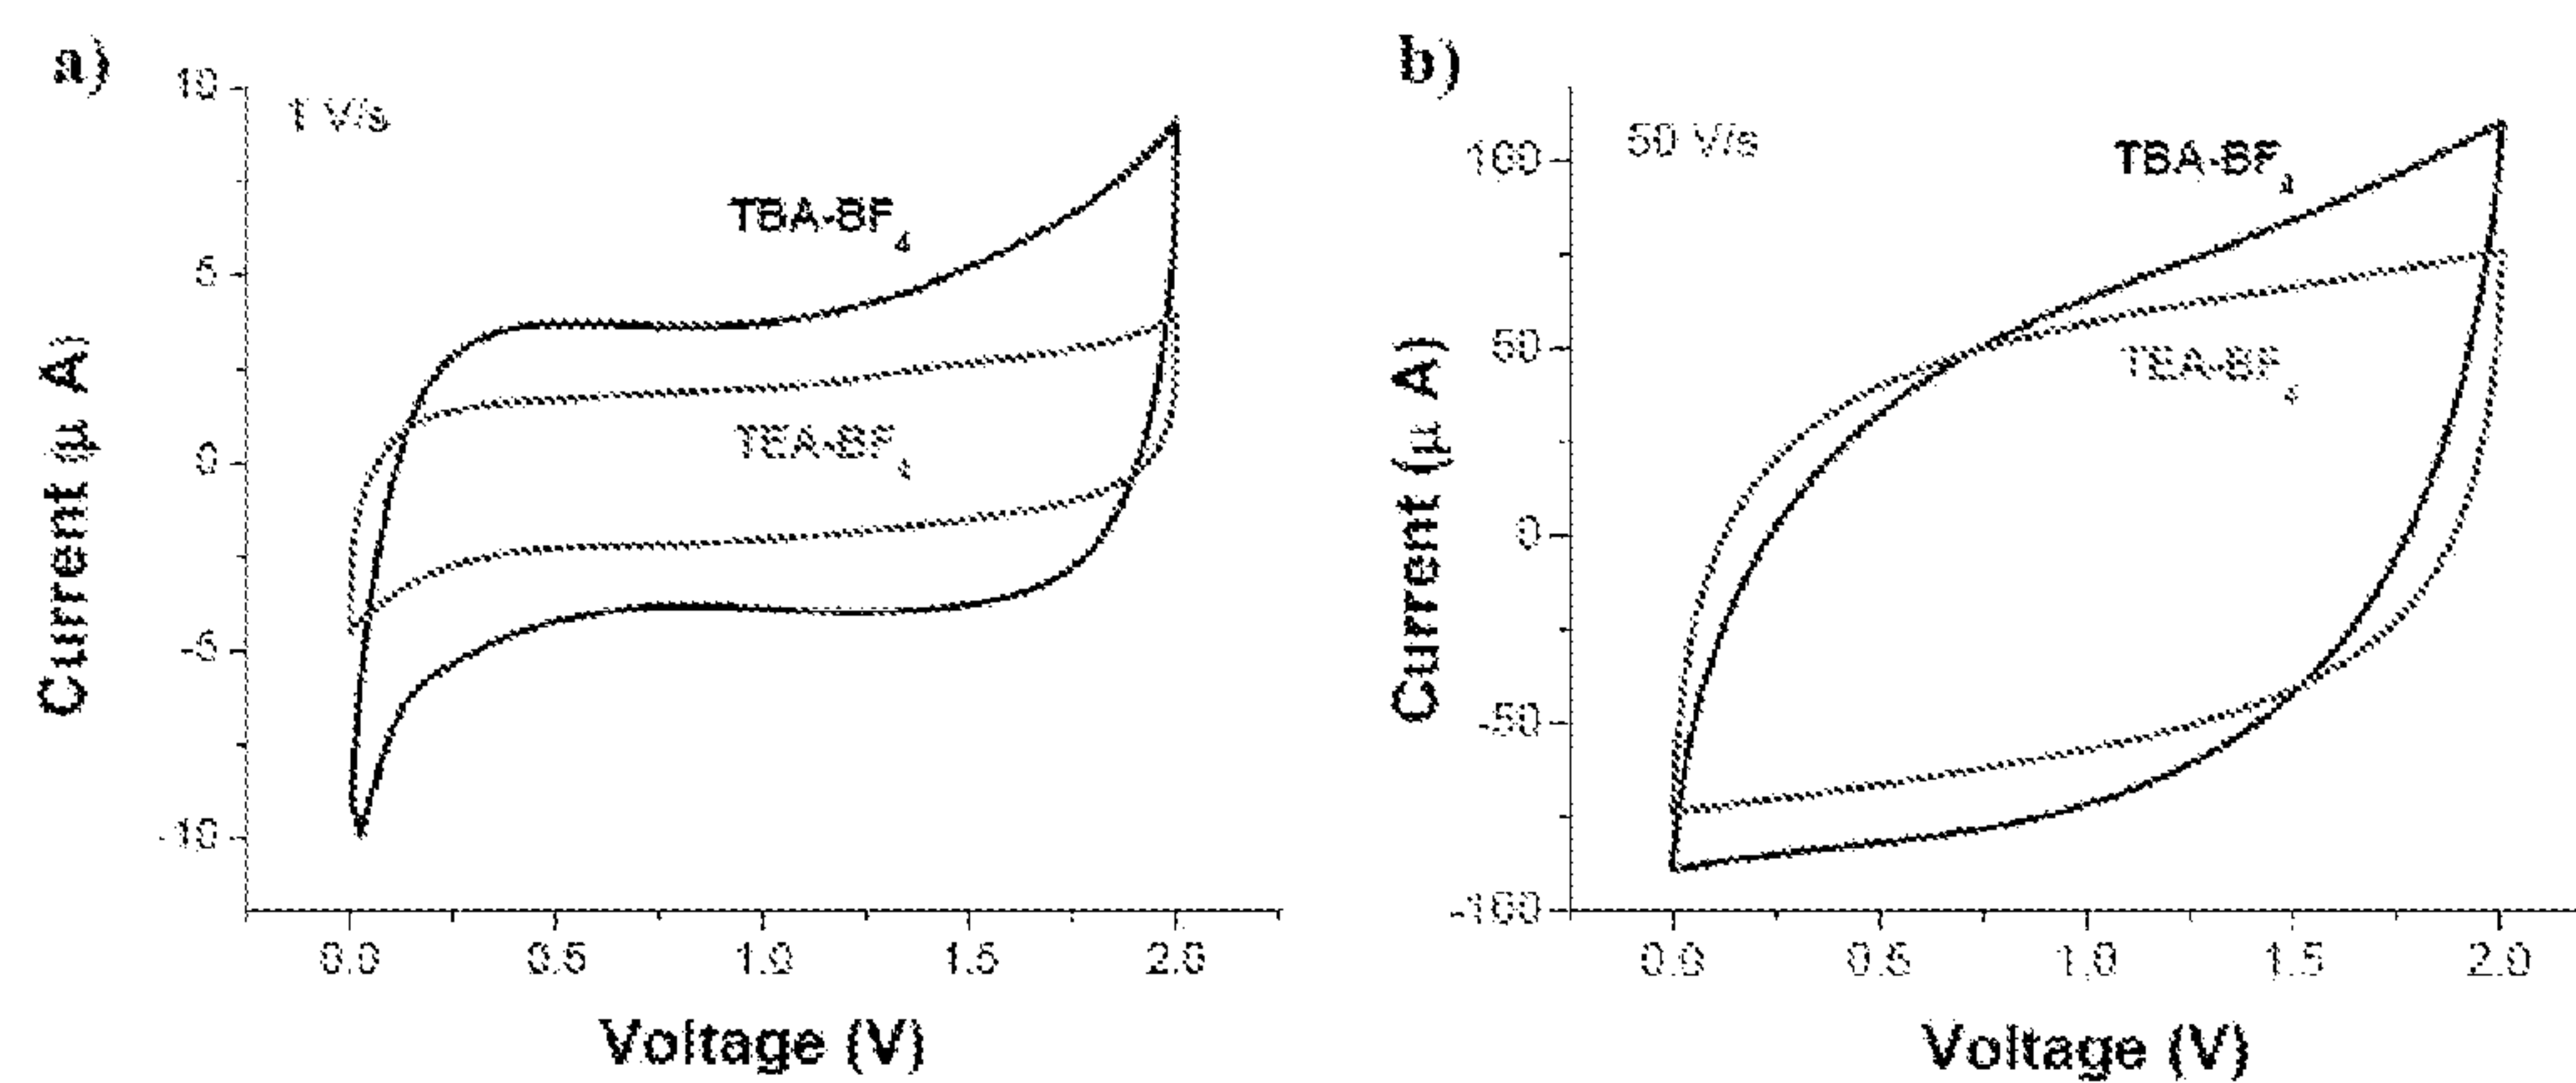 a)
1 V/s
TBA-BF4
TEA-BF4
10
5
0
-5
-10
0.0 0.5 1.0 1.5 2.0
Current (μ A)
Voltage (V)
b)
50 V/s
TBA-BF4
TEA-BF4
100
50
0
-50
-100
0.0 0.5 1.0 1.5 2.0
Current (μ A)
Voltage (V)